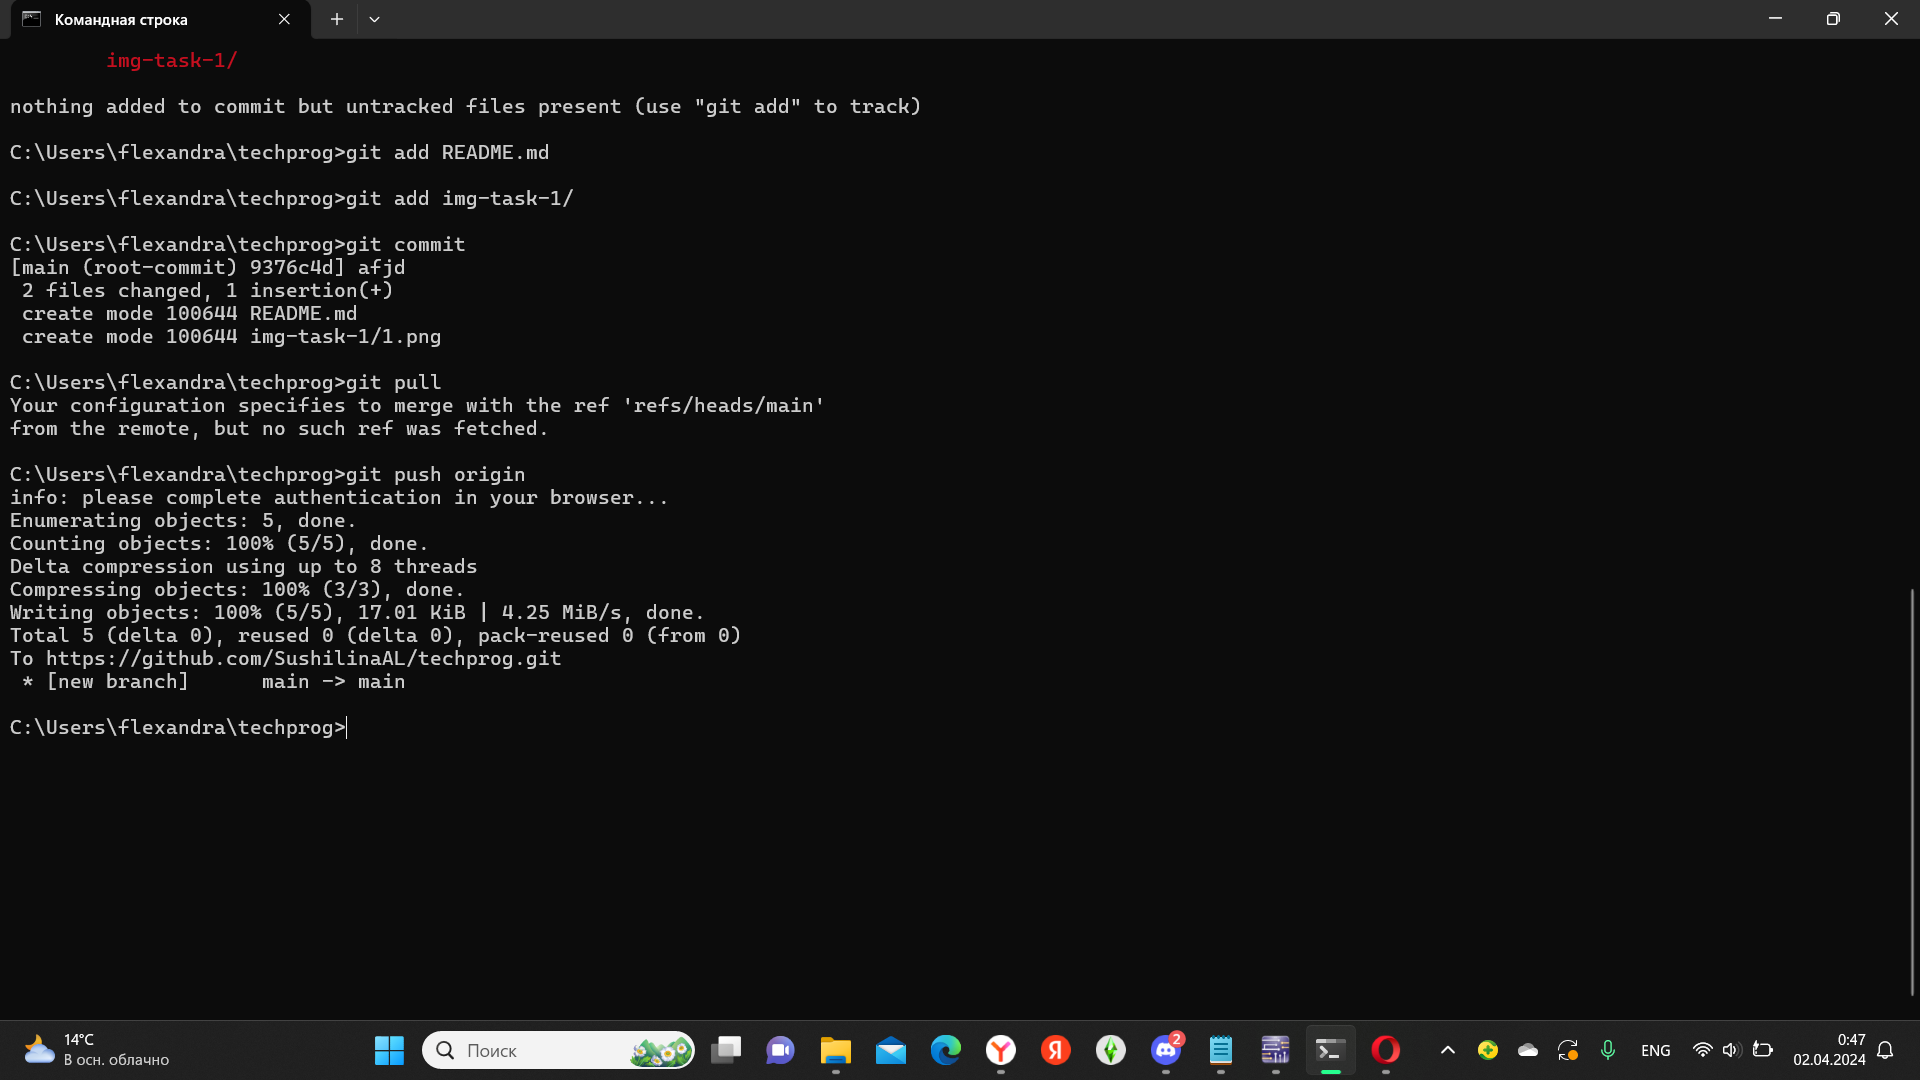 Командная строка
img-task-1/
nothing added to commit but untracked files present (use "git add" to track)
C:\Users\flexandra\techprog>git add README.md
C:\Users\flexandra\techprog>git add img-task-1/
C:\Users\flexandra\techprog>git commit
[main (root-commit) 9376c4d] afjd
 2 files changed, 1 insertion(+)
 create mode 100644 README.md
 create mode 100644 img-task-1/1.png
C:\Users\flexandra\techprog>git pull
Your configuration specifies to merge with the ref 'refs/heads/main'
from the remote, but no such ref was fetched.
C:\Users\flexandra\techprog>git push origin
info: please complete authentication in your browser...
Enumerating objects: 5, done.
Counting objects: 100% (5/5), done.
Delta compression using up to 8 threads
Compressing objects: 100% (3/3), done.
Writing objects: 100% (5/5), 17.01 KiB | 4.25 MiB/s, done.
Total 5 (delta 0), reused 0 (delta 0), pack-reused 0 (from 0)
To https://github.com/SushilinaAL/techprog.git
 * [new branch]      main -> main
C:\Users\flexandra\techprog>
14°C
В осн. облачно
Поиск
2
ENG
0:47
02.04.2024